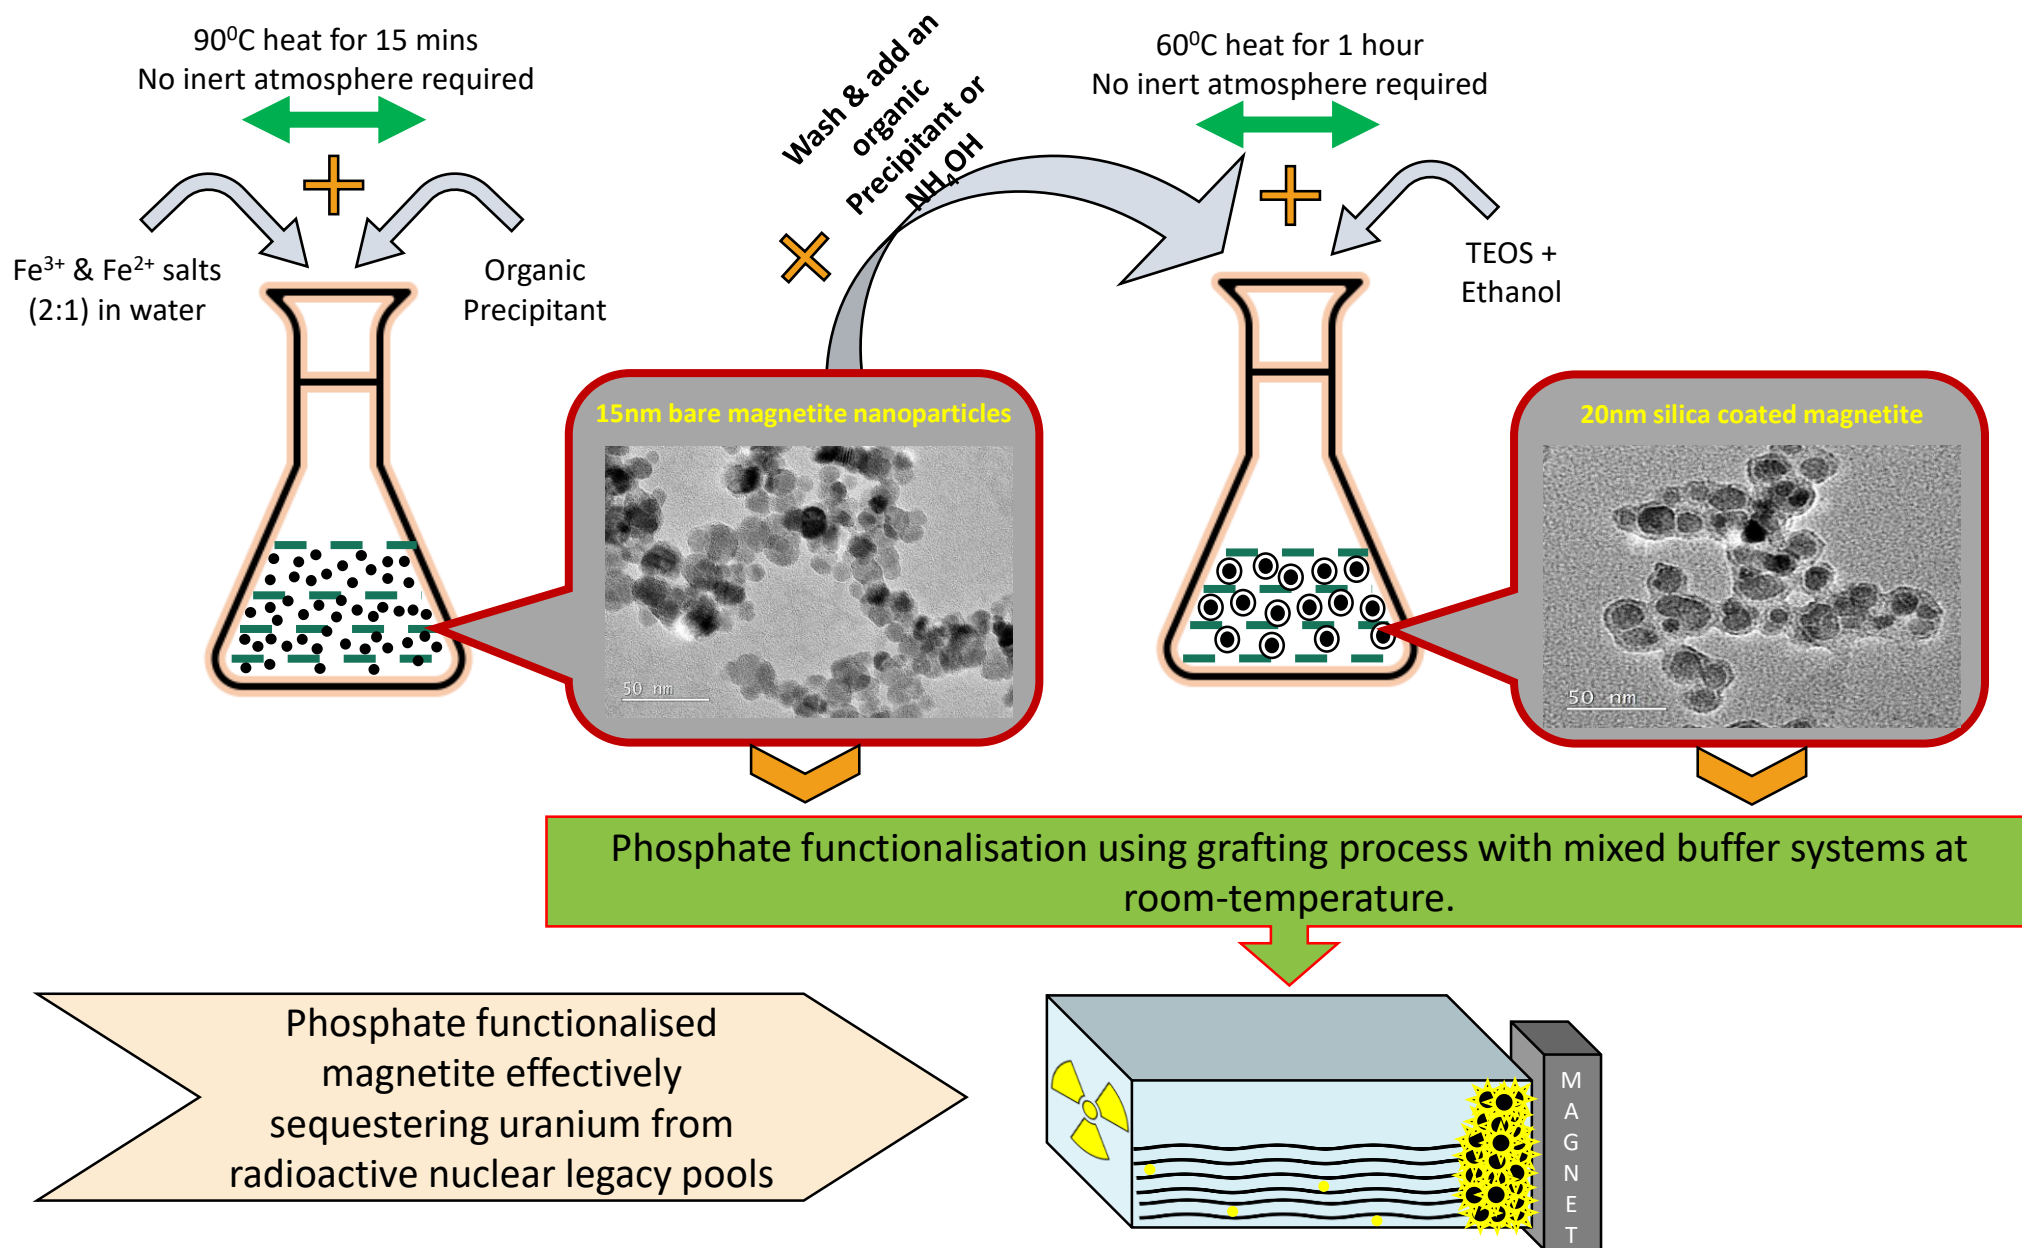 90⁰C heat for 15 mins
No inert atmosphere required
Fe³⁺ & Fe²⁺ salts
(2:1) in water
Organic
Precipitant
Wash & add an
organic
Precipitant or
NH₄OH
60⁰C heat for 1 hour
No inert atmosphere required
TEOS +
Ethanol
15nm bare magnetite nanoparticles
50 nm
20nm silica coated magnetite
50 nm
Phosphate functionalisation using grafting process with mixed buffer systems at
room-temperature.
Phosphate functionalised
magnetite effectively
sequestering uranium from
radioactive nuclear legacy pools
MAGNET